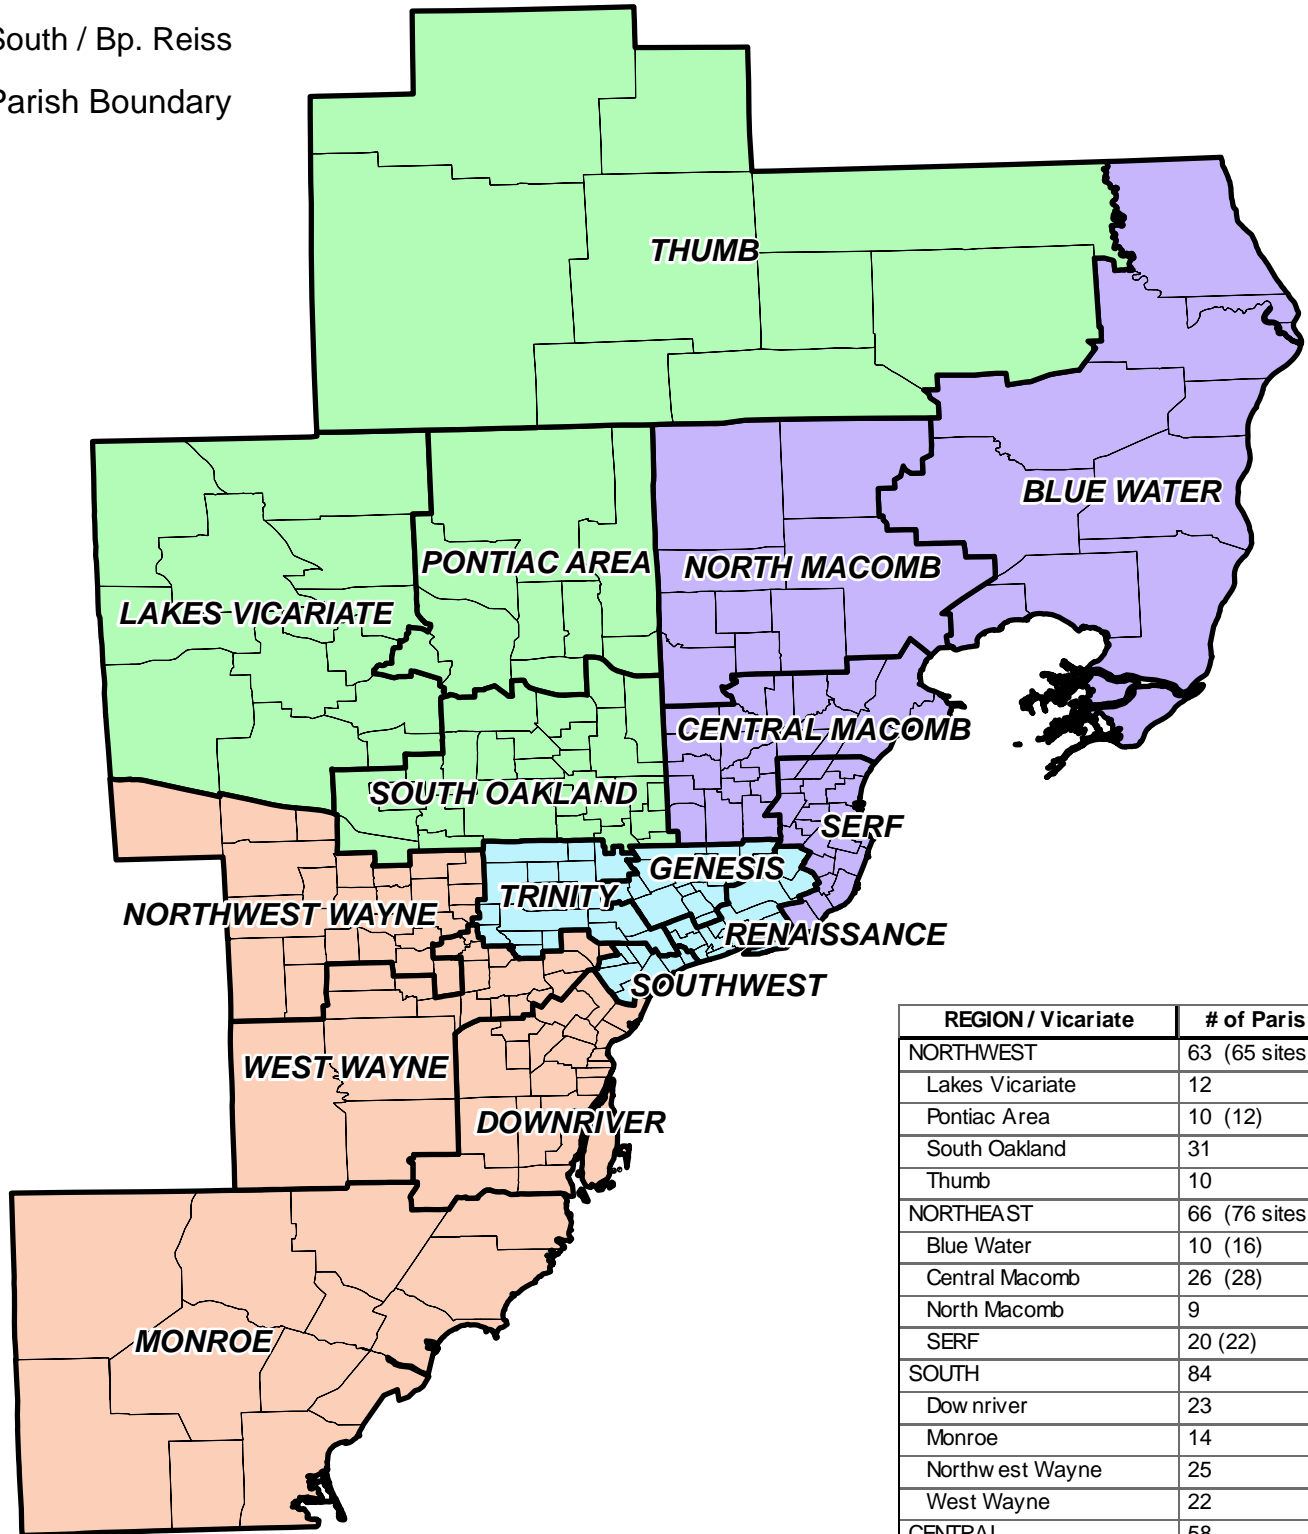 South / Bp. Reiss
Parish Boundary
THUMB
BLUE WATER
PONTIAC AREA
NORTH MACOMB
LAKES VICARIATE
CENTRAL MACOMB
SOUTH OAKLAND
SERF
GENESIS
TRINITY
NORTHWEST WAYNE
RENAISSANCE
SOUTHWEST
WEST WAYNE
DOWNRIVER
MONROE
REGION / Vicariate # of Paris
NORTHWEST 63 (65 sites
Lakes Vicariate 12
Pontiac Area 10 (12)
South Oakland 31
Thumb 10
NORTHEAST 66 (76 sites
Blue Water 10 (16)
Central Macomb 26 (28)
North Macomb 9
SERF 20 (22)
SOUTH 84
Downriver 23
Monroe 14
Northwest Wayne 25
West Wayne 22
CENTRAL 58